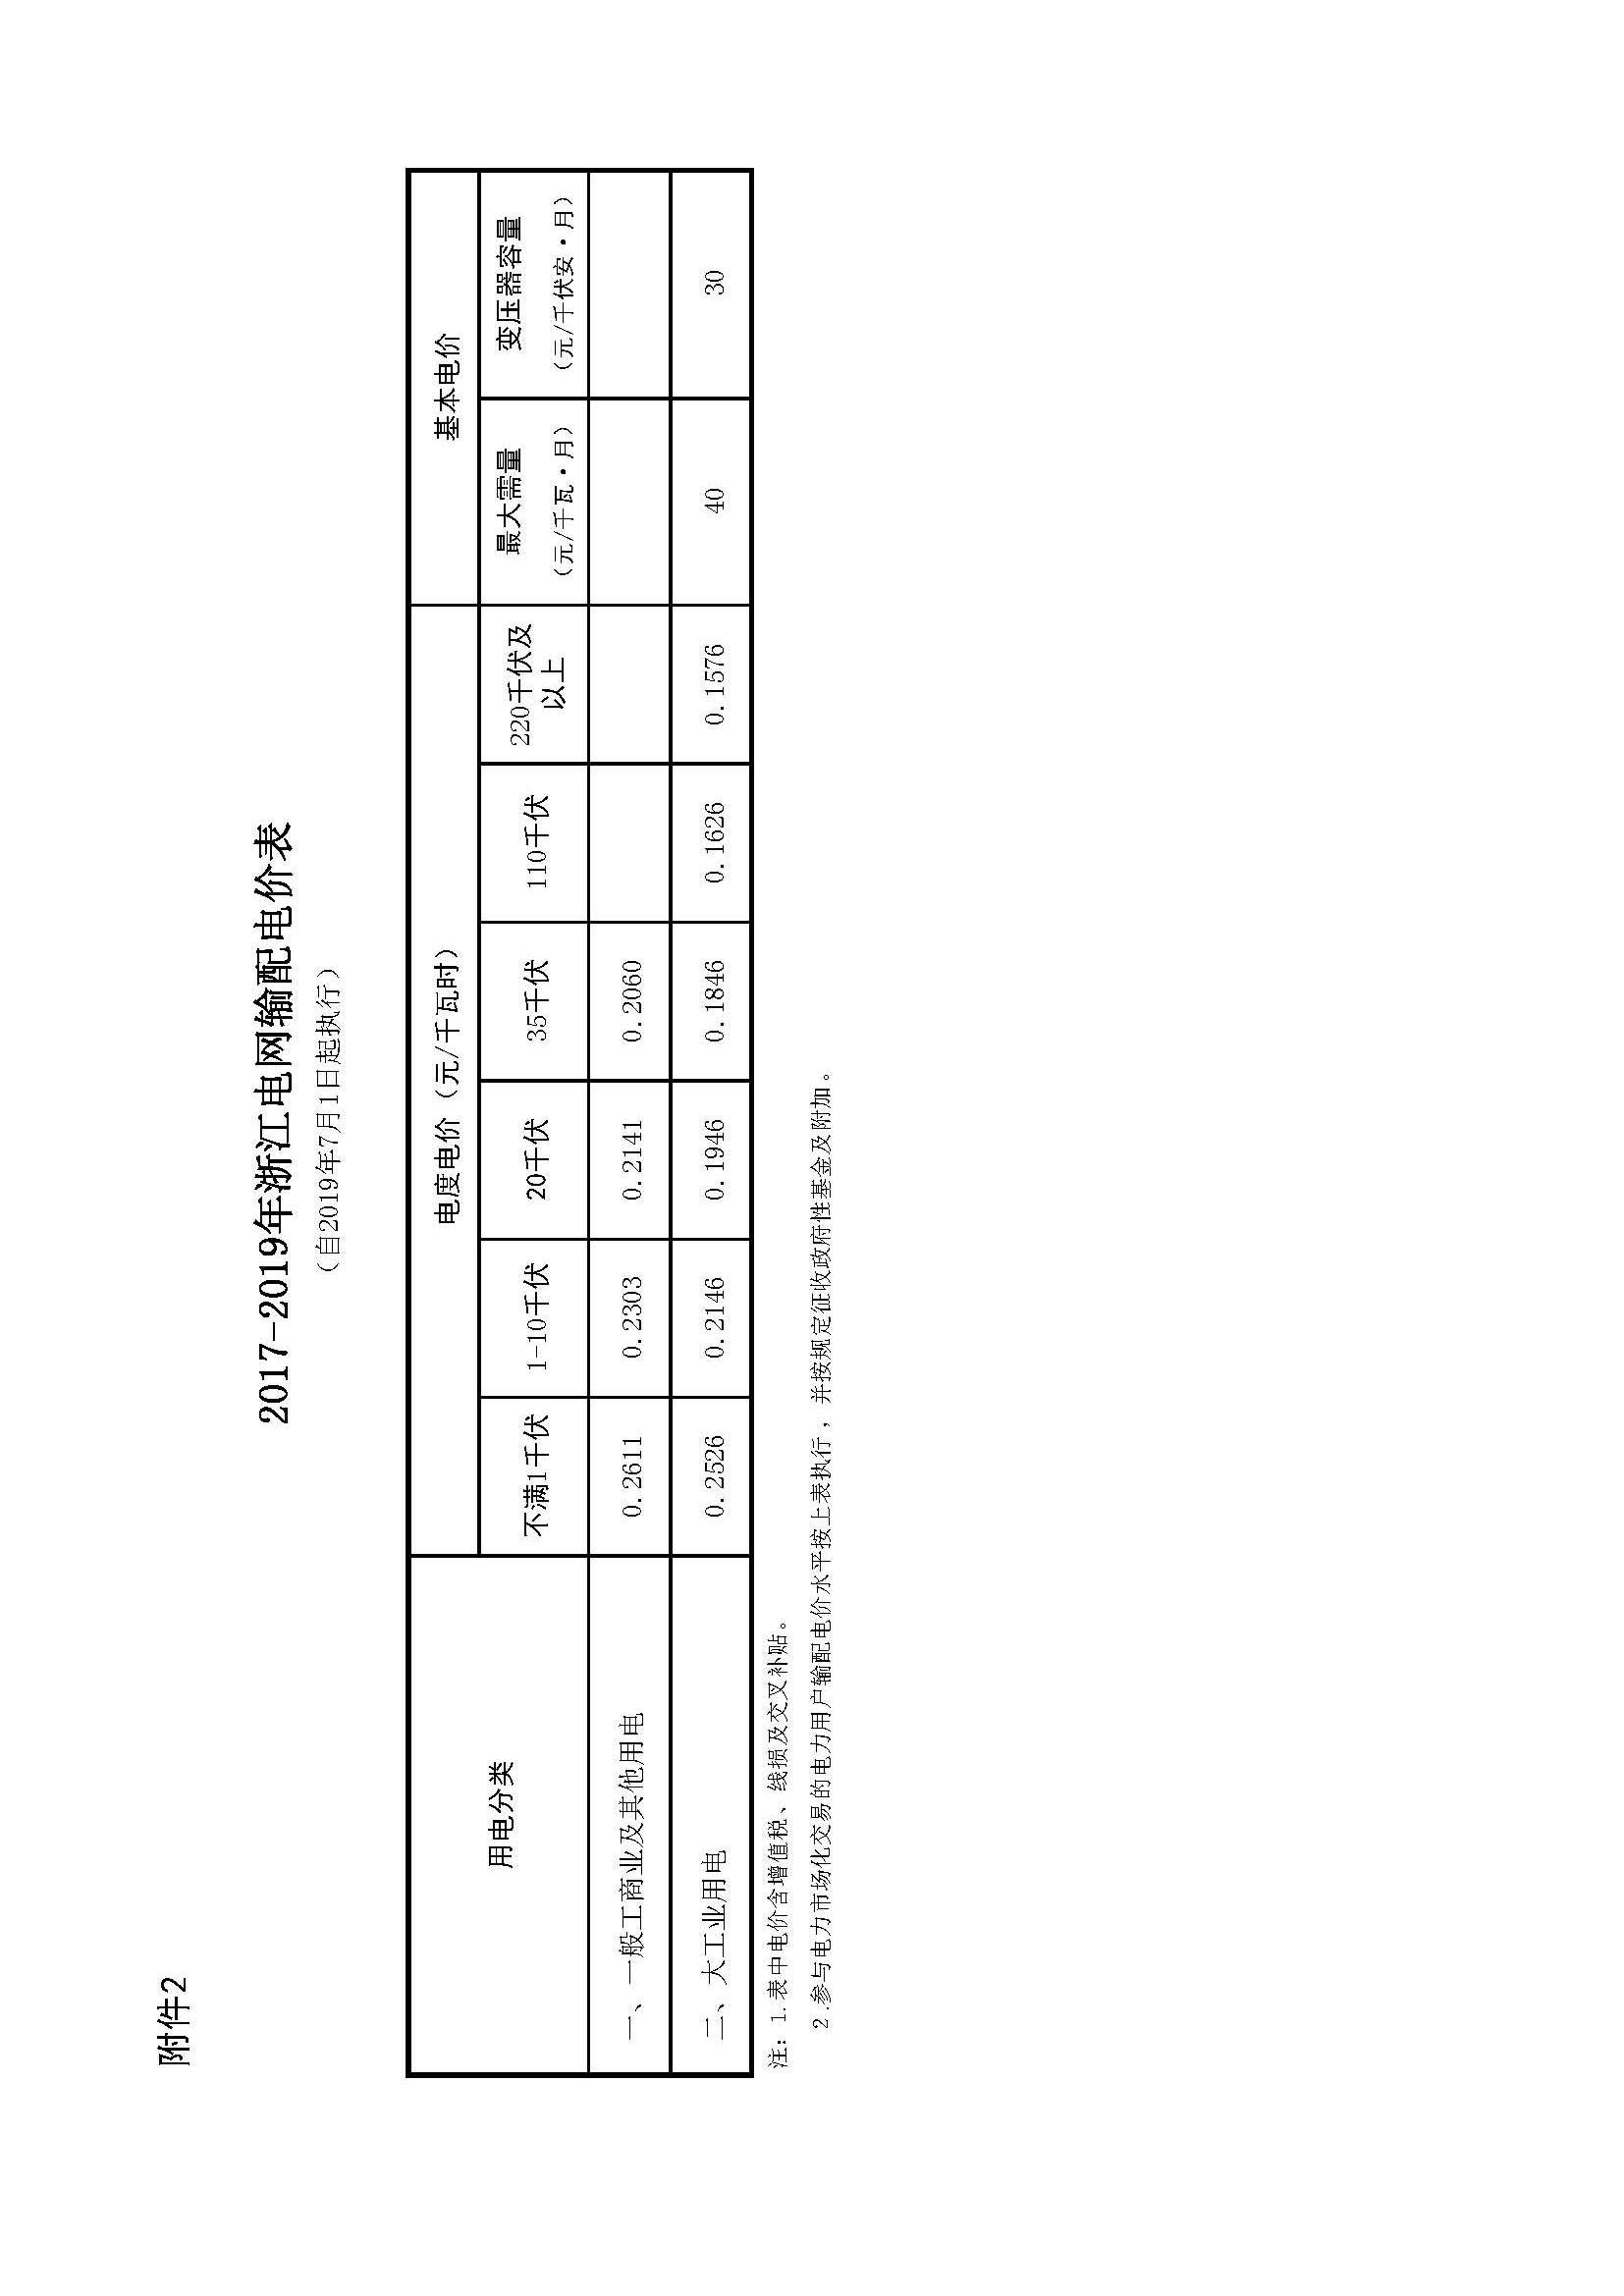 附件2
2017-2019年浙江电网输配电价表
（自2019年7月1日起执行）
用电分类 电度电价（元/千瓦时） 基本电价
不满1千伏 1-10千伏 20千伏 35千伏 110千伏 220千伏及以上 最大需量（元/千瓦·月） 变压器容量（元/千伏安·月）
一、一般工商业及其他用电 0.2611 0.2303 0.2141 0.2060
二、大工业用电 0.2526 0.2146 0.1946 0.1846 0.1626 0.1576 40 30
注：1.表中电价含增值税、线损及交叉补贴。
2.参与电力市场化交易的电力用户输配电价水平按上表执行，并按规定征收政府性基金及附加。